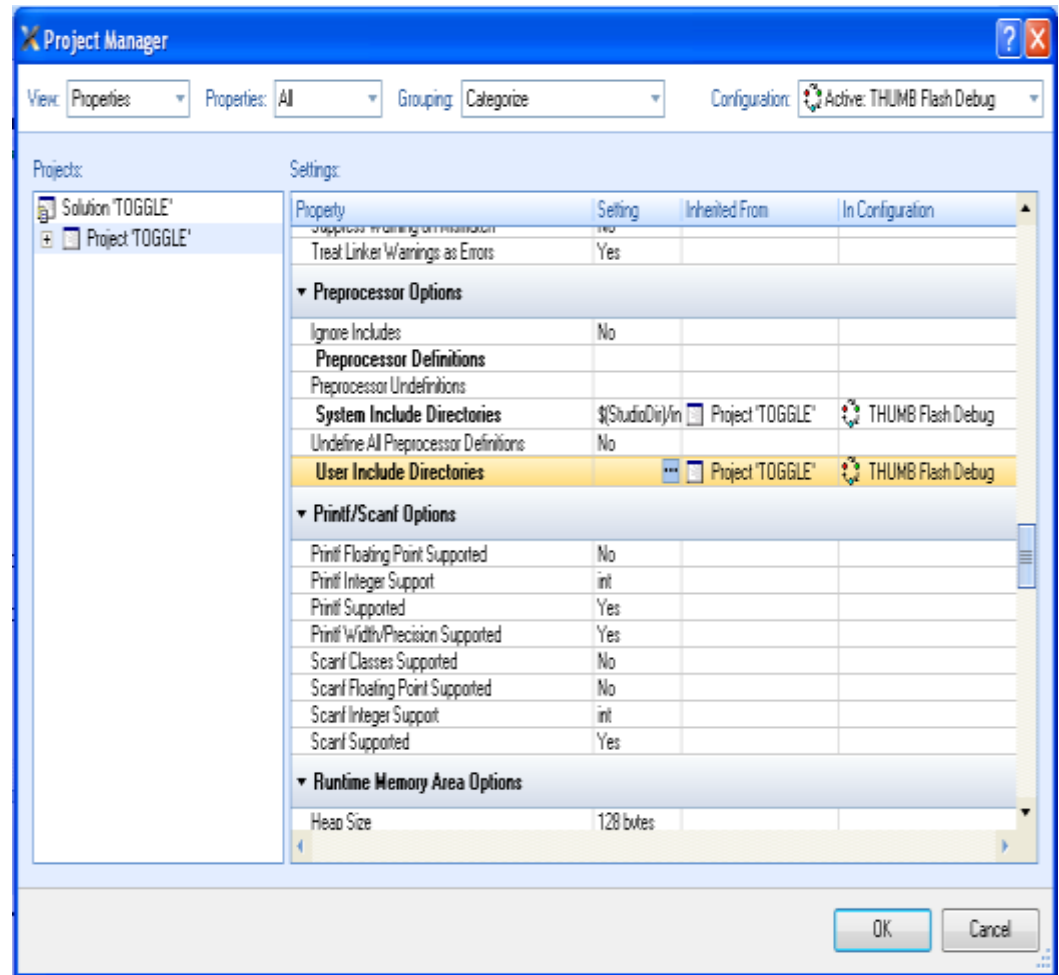 Project Manager
View: Properties Properties: All Grouping: Categorize Configuration: Active: THUMB Flash Debug
Projects:
Solution 'TOGGLE'
Project 'TOGGLE'
Settings:
Property Setting Inherited From In Configuration
Suppress Warning on Mismatch No
Treat Linker Warnings as Errors Yes
Preprocessor Options
Ignore Includes No
Preprocessor Definitions
Preprocessor Undefinitions
System Include Directories $(StudioDir)/in Project 'TOGGLE' THUMB Flash Debug
Undefine All Preprocessor Definitions No
User Include Directories ... Project 'TOGGLE' THUMB Flash Debug
Printf/Scanf Options
Printf Floating Point Supported No
Printf Integer Support int
Printf Supported Yes
Printf Width/Precision Supported Yes
Scanf Classes Supported No
Scanf Floating Point Supported No
Scanf Integer Support int
Scanf Supported Yes
Runtime Memory Area Options
Heap Size 128 bytes
OK Cancel